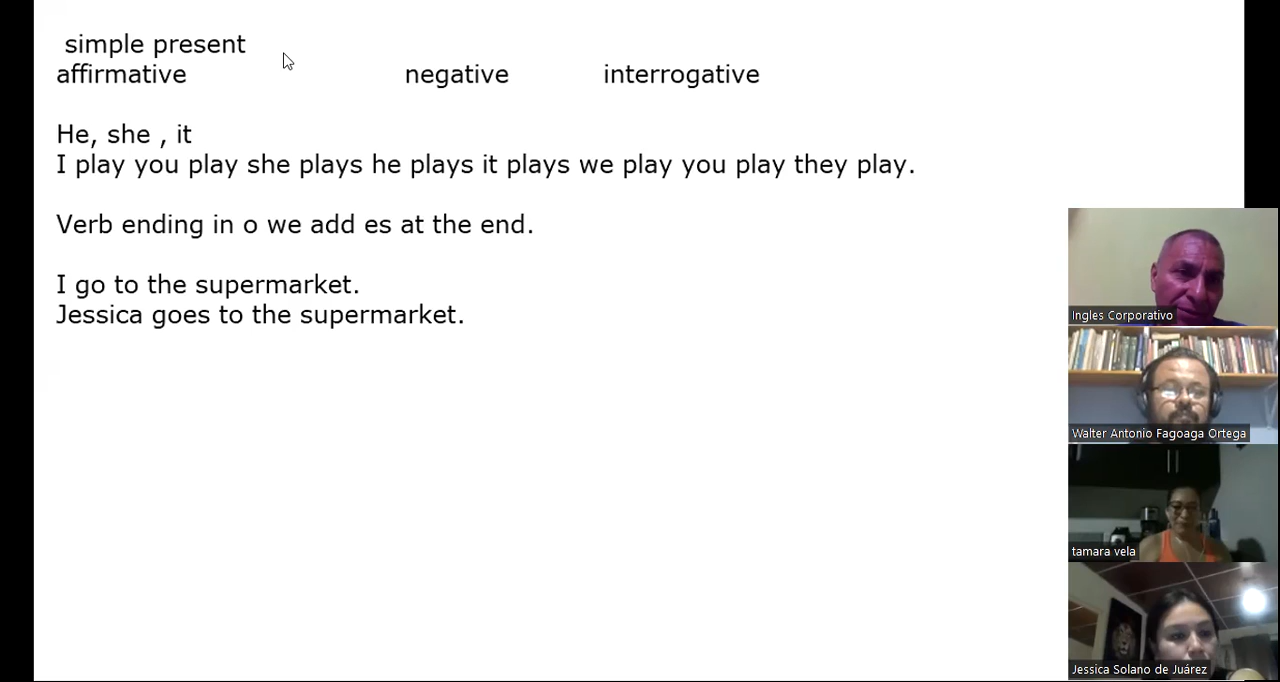 simple present
affirmative negative interrogative
He, she , it
I play you play she plays he plays it plays we play you play they play.
Verb ending in o we add es at the end.
I go to the supermarket.
Jessica goes to the supermarket.
Ingles Corporativo
Walter Antonio Fagoaga Ortega
tamara vela
Jessica Solano de Juárez